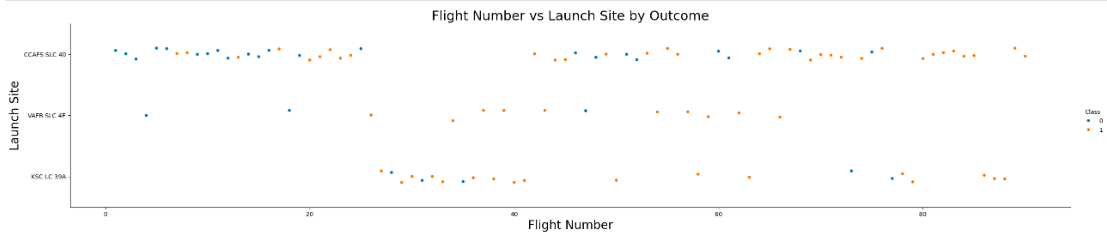 Flight Number vs Launch Site by Outcome
Launch Site
CCAFS SLC 40
VAFB SLC 4E
KSC LC 39A
Class
0
1
0 20 40 60 80
Flight Number